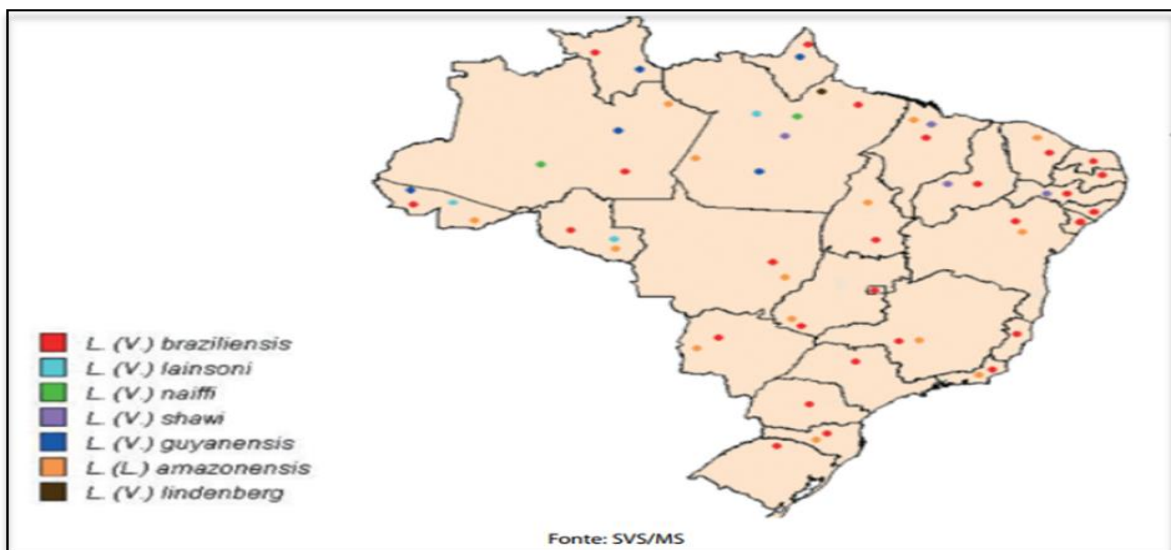 L. (V.) braziliensis
L. (V.) lainsoni
L. (V.) naiffi
L. (V.) shawi
L. (V.) guyanensis
L. (L.) amazonensis
L. (V.) lindenberg
Fonte: SVS/MS